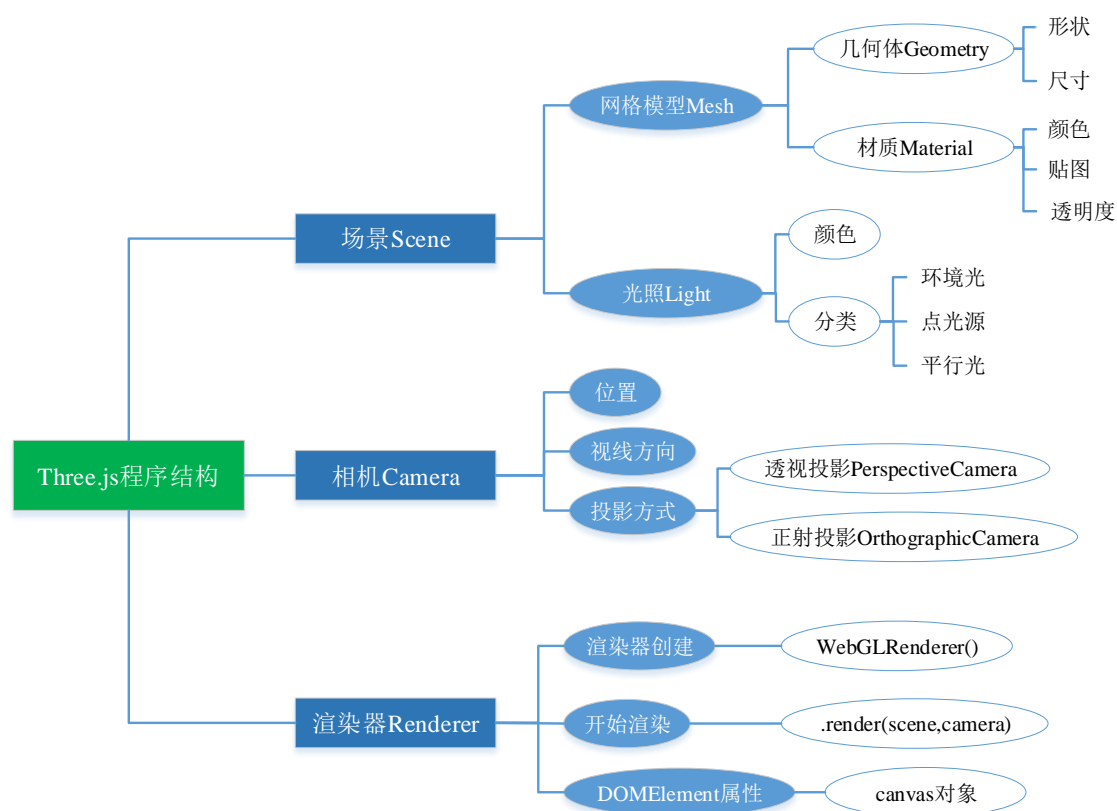 形状
几何体Geometry
尺寸
网格模型Mesh
颜色
材质Material
贴图
透明度
场景Scene
颜色
光照Light
环境光
分类
点光源
平行光
位置
视线方向
透视投影PerspectiveCamera
Three.js程序结构
相机Camera
投影方式
正射投影OrthographicCamera
渲染器创建
WebGLRenderer()
渲染器Renderer
开始渲染
.render(scene,camera)
DOMElement属性
canvas对象